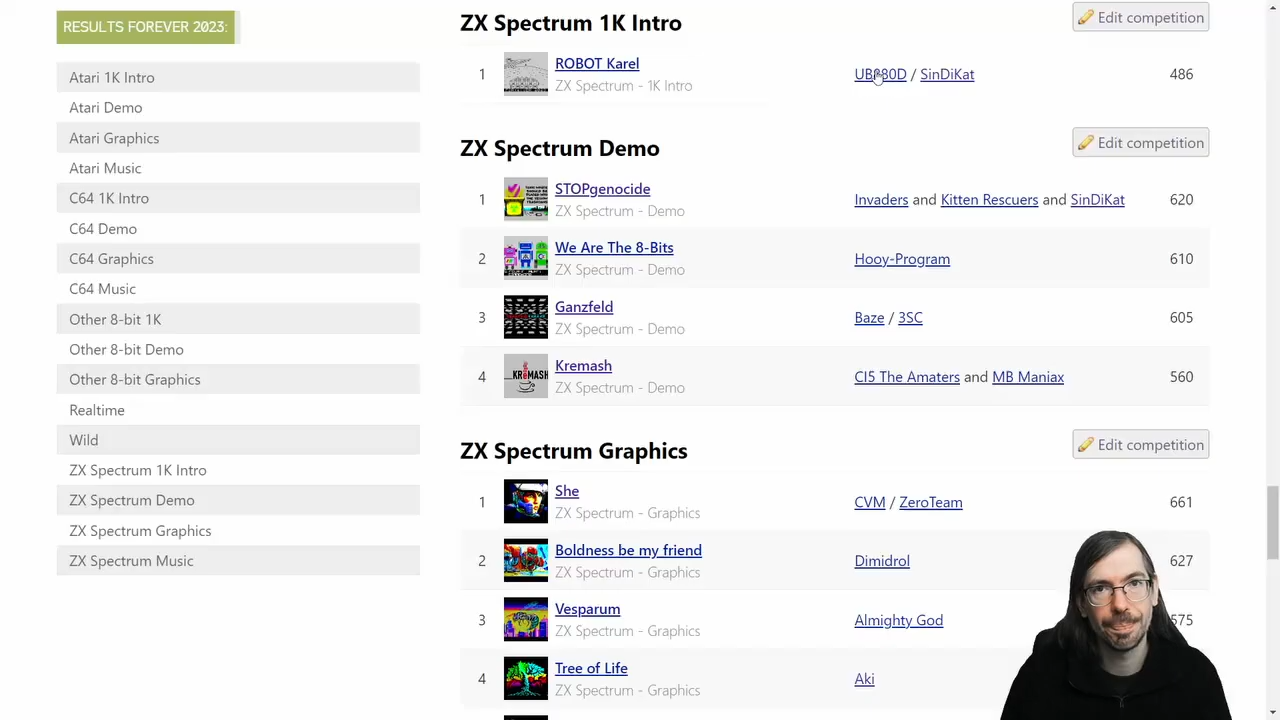 RESULTS FOREVER 2023:
Atari 1K Intro
Atari Demo
Atari Graphics
Atari Music
C64 1K Intro
C64 Demo
C64 Graphics
C64 Music
Other 8-bit 1K
Other 8-bit Demo
Other 8-bit Graphics
Realtime
Wild
ZX Spectrum 1K Intro
ZX Spectrum Demo
ZX Spectrum Graphics
ZX Spectrum Music
ZX Spectrum 1K Intro
Edit competition
1 ROBOT Karel UB880D / SinDiKat 486
ZX Spectrum - 1K Intro
ZX Spectrum Demo
Edit competition
1 STOPgenocide Invaders and Kitten Rescuers and SinDiKat 620
ZX Spectrum - Demo
2 We Are The 8-Bits Hooy-Program 610
ZX Spectrum - Demo
3 Ganzfeld Baze / 3SC 605
ZX Spectrum - Demo
4 Kremash CI5 The Amaters and MB Maniax 560
ZX Spectrum - Demo
ZX Spectrum Graphics
Edit competition
1 She CVM / ZeroTeam 661
ZX Spectrum - Graphics
2 Boldness be my friend Dimidrol 627
ZX Spectrum - Graphics
3 Vesparum Almighty God 575
ZX Spectrum - Graphics
4 Tree of Life Aki
ZX Spectrum - Graphics